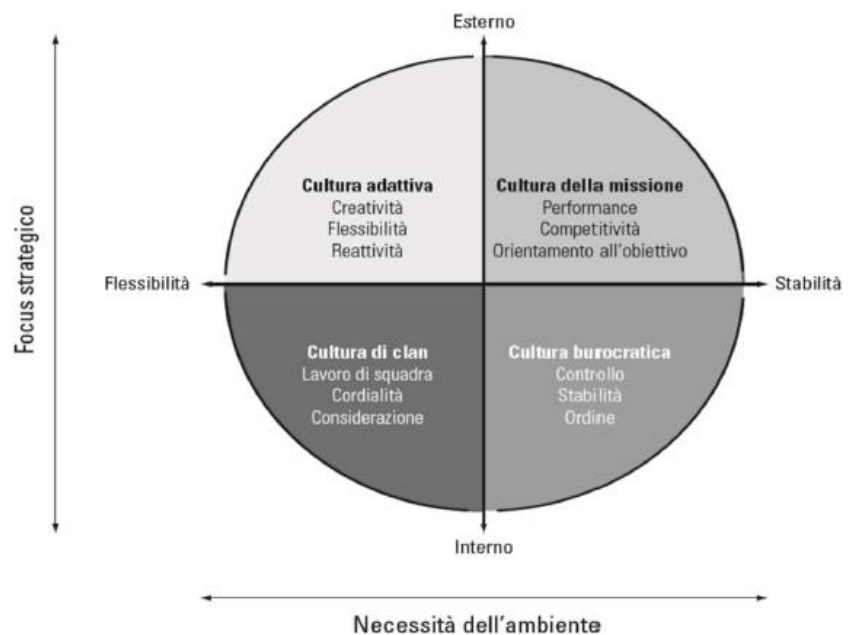 Esterno
Cultura adattiva
Creatività
Flessibilità
Reattività
Cultura della missione
Performance
Competitività
Orientamento all'obiettivo
Focus strategico
Flessibilità
Stabilità
Cultura di clan
Lavoro di squadra
Cordialità
Considerazione
Cultura burocratica
Controllo
Stabilità
Ordine
Interno
Necessità dell'ambiente